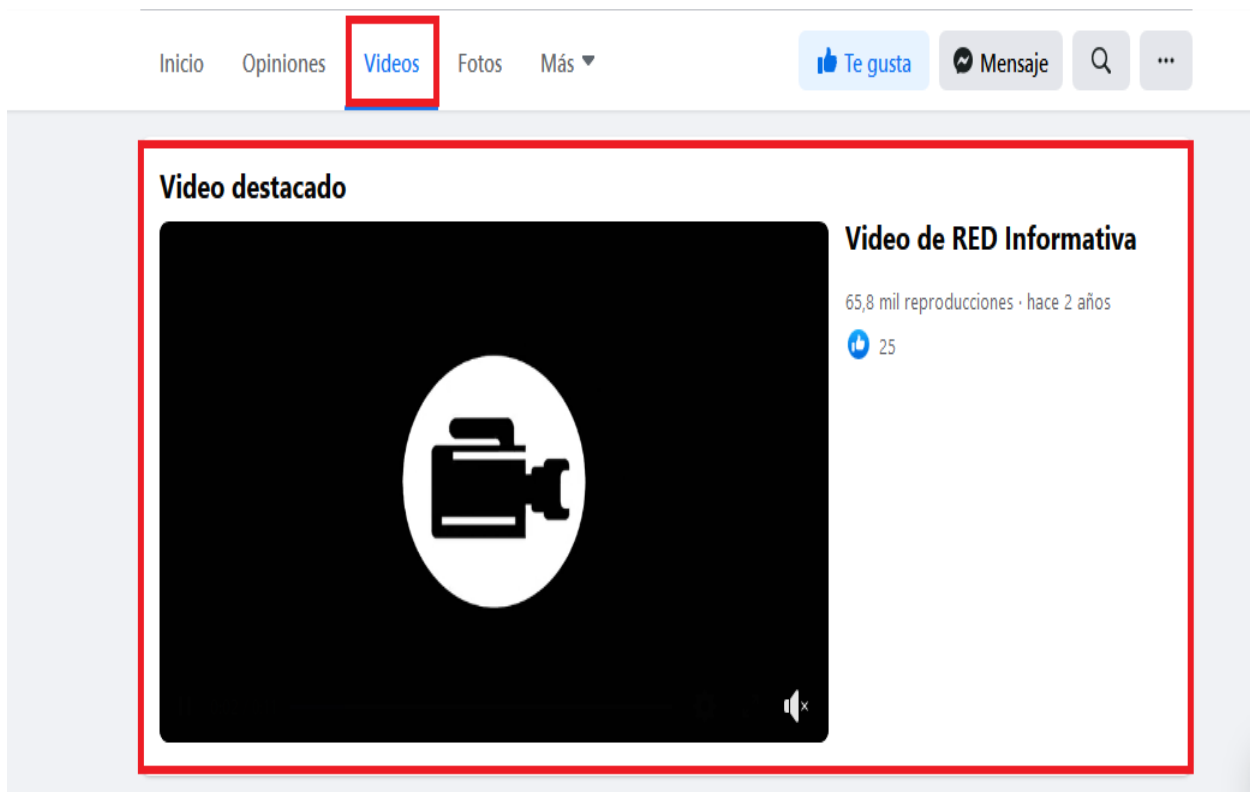 Inicio Opiniones Videos Fotos Más Te gusta Mensaje
Video destacado
Video de RED Informativa
65,8 mil reproducciones · hace 2 años
25